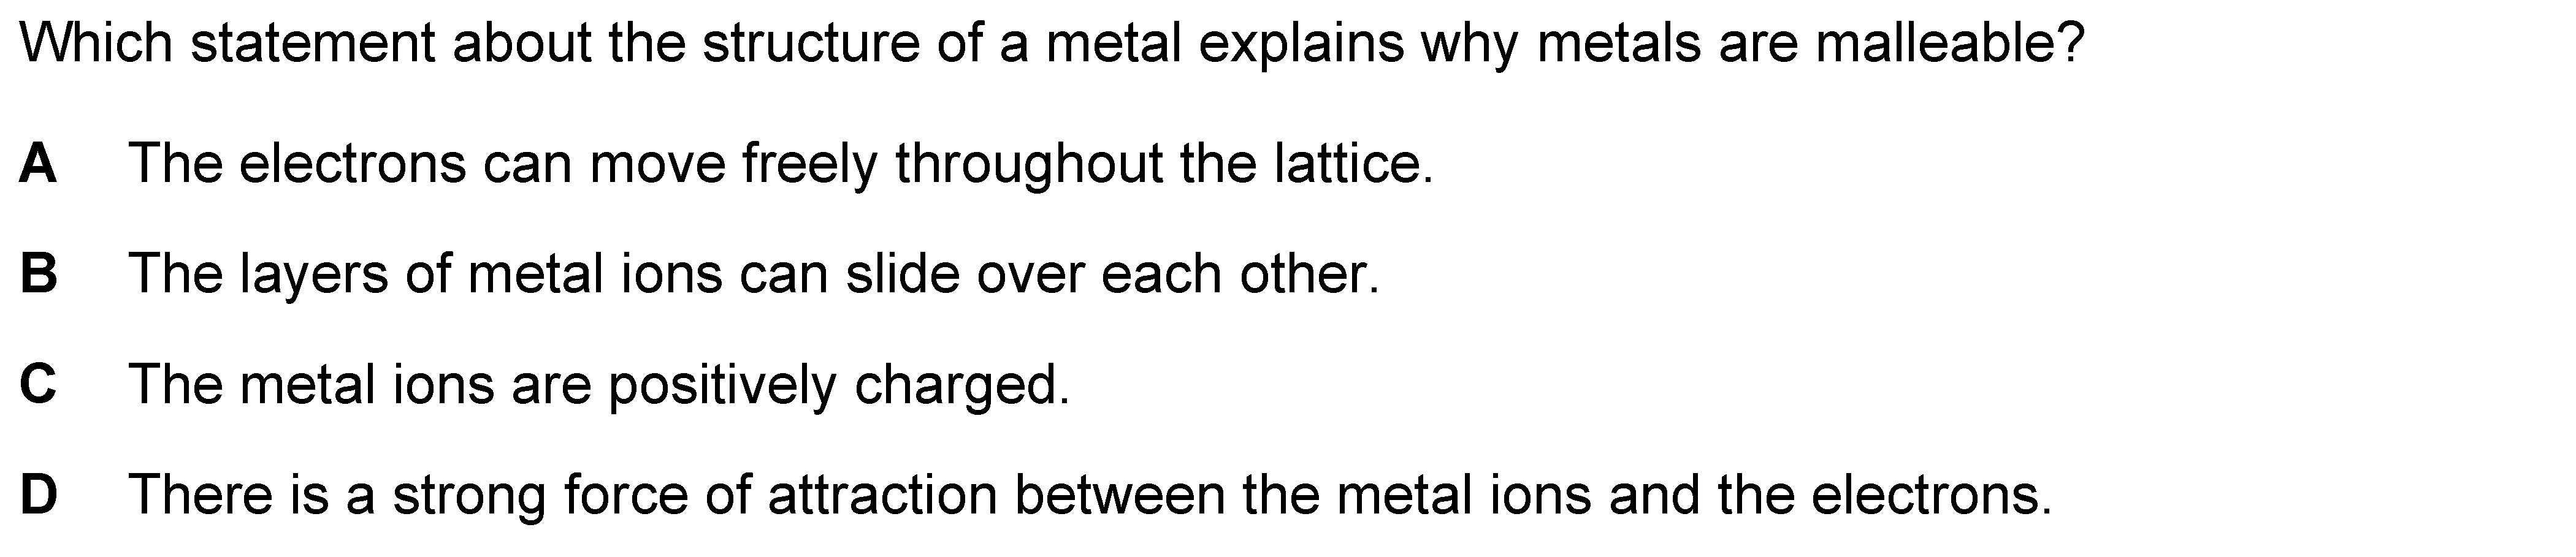 Which statement about the structure of a metal explains why metals are malleable?
A The electrons can move freely throughout the lattice.
B The layers of metal ions can slide over each other.
C The metal ions are positively charged.
D There is a strong force of attraction between the metal ions and the electrons.